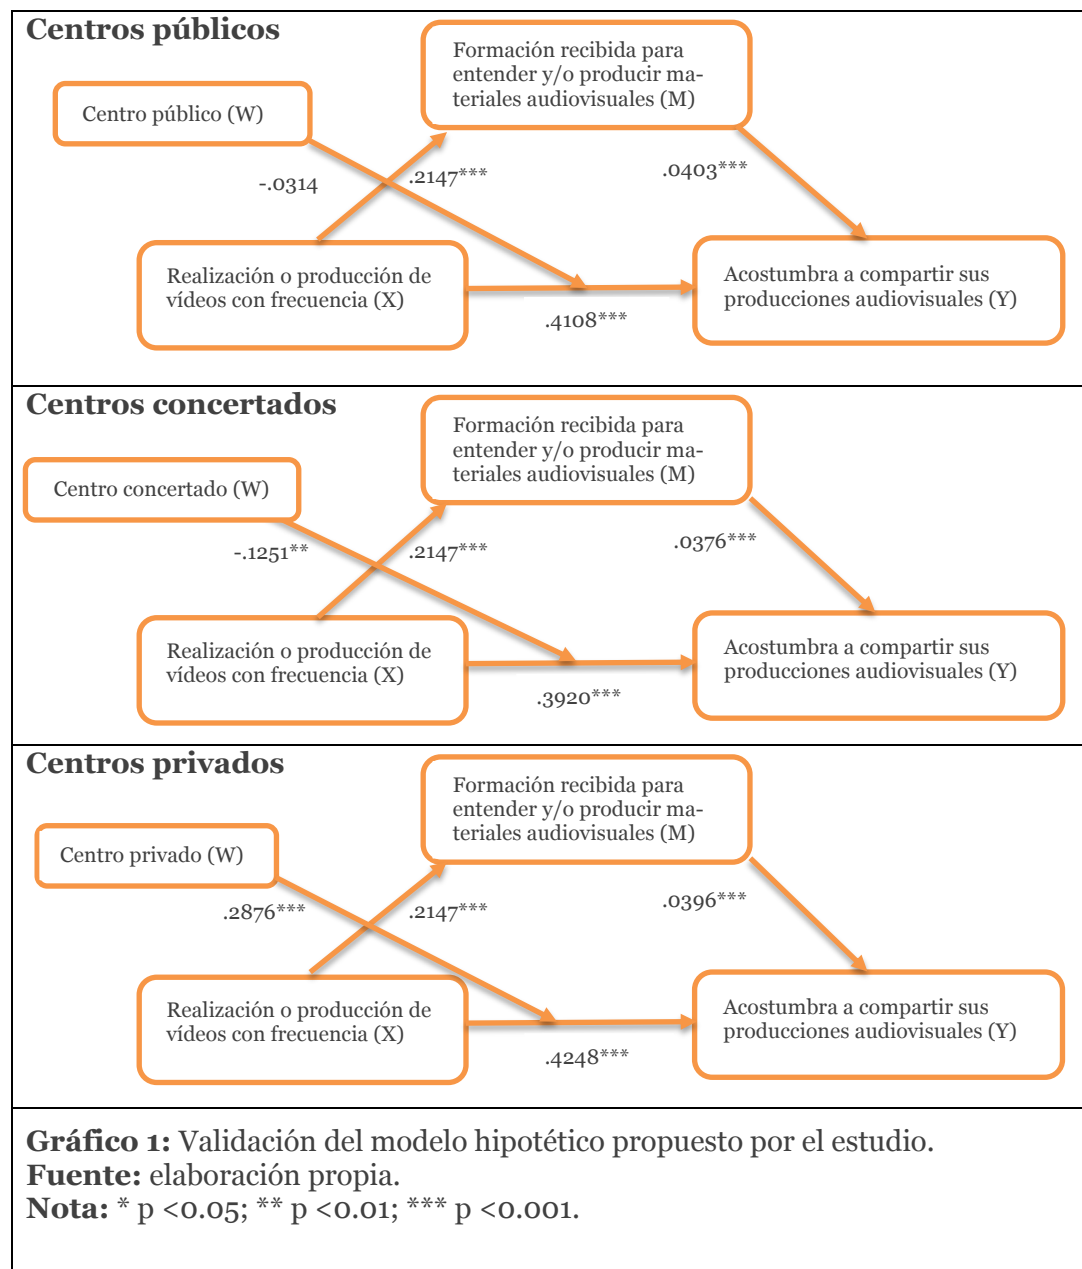 Centros públicos
Formación recibida para
entender y/o producir ma-
teriales audiovisuales (M)
Centro público (W)
-.0314
.2147***
.0403***
Realización o producción de
vídeos con frecuencia (X)
Acostumbra a compartir sus
producciones audiovisuales (Y)
.4108***
Centros concertados
Formación recibida para
entender y/o producir ma-
teriales audiovisuales (M)
Centro concertado (W)
-.1251**
.2147***
.0376***
Realización o producción de
vídeos con frecuencia (X)
Acostumbra a compartir sus
producciones audiovisuales (Y)
.3920***
Centros privados
Formación recibida para
entender y/o producir ma-
teriales audiovisuales (M)
Centro privado (W)
.2876***
.2147***
.0396***
Realización o producción de
vídeos con frecuencia (X)
Acostumbra a compartir sus
producciones audiovisuales (Y)
.4248***
Gráfico 1: Validación del modelo hipotético propuesto por el estudio.
Fuente: elaboración propia.
Nota: * p <0.05; ** p <0.01; *** p <0.001.